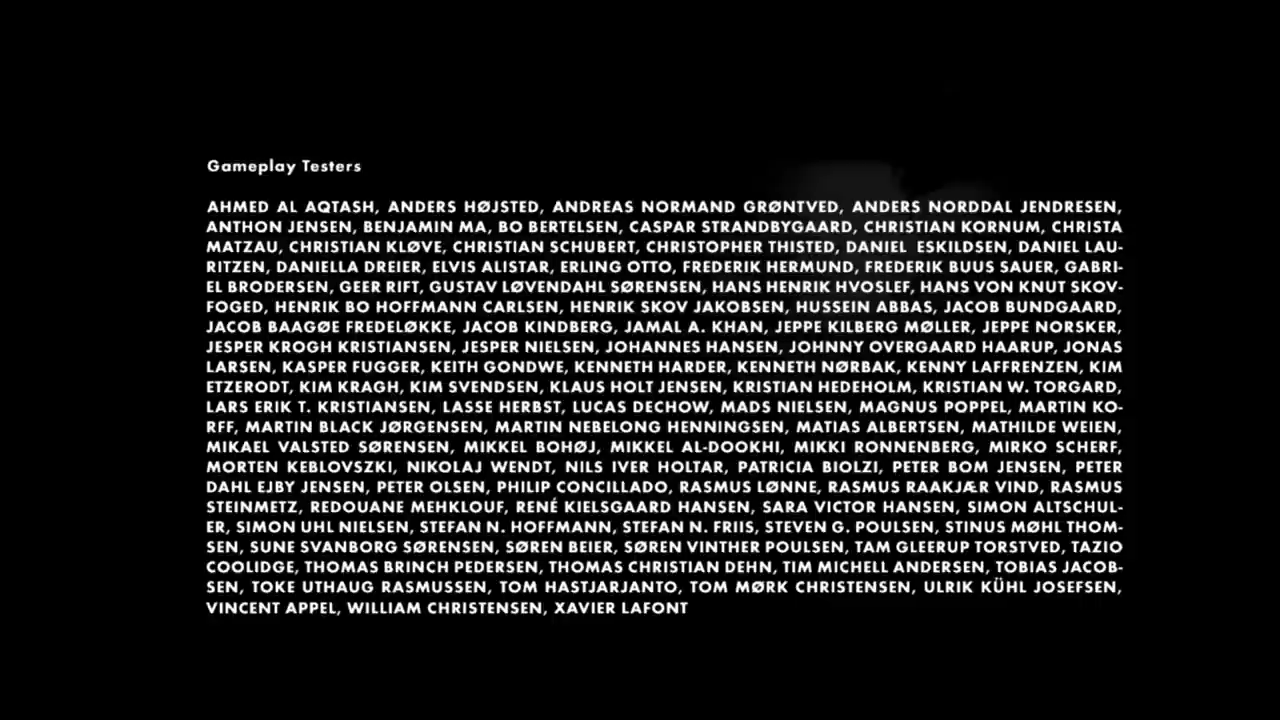 Gameplay Testers
AHMED AL AQTASH, ANDERS HØJSTED, ANDREAS NORMAND GRØNTVED, ANDERS NORDDAL JENDRESEN,
ANTHON JENSEN, BENJAMIN MA, BO BERTELSEN, CASPAR STRANDBYGAARD, CHRISTIAN KORNUM, CHRISTA
MATZAU, CHRISTIAN KLØVE, CHRISTIAN SCHUBERT, CHRISTOPHER THISTED, DANIEL ESKILDSEN, DANIEL LAU-
RITZEN, DANIELLA DREIER, ELVIS ALISTAR, ERLING OTTO, FREDERIK HERMUND, FREDERIK BUUS SAUER, GABRI-
EL BRODERSEN, GEER RIFT, GUSTAV LØVENDAHL SØRENSEN, HANS HENRIK HVOSLEF, HANS VON KNUT SKOV-
FOGED, HENRIK BO HOFFMANN CARLSEN, HENRIK SKOV JAKOBSEN, HUSSEIN ABBAS, JACOB BUNDGAARD,
JACOB BAAGØE FREDELØKKE, JACOB KINDBERG, JAMAL A. KHAN, JEPPE KILBERG MØLLER, JEPPE NORSKER,
JESPER KROGH KRISTIANSEN, JESPER NIELSEN, JOHANNES HANSEN, JOHNNY OVERGAARD HAARUP, JONAS
LARSEN, KASPER FUGGER, KEITH GONDWE, KENNETH HARDER, KENNETH NØRBAK, KENNY LAFFRENZEN, KIM
ETZERODT, KIM KRAGH, KIM SVENDSEN, KLAUS HOLT JENSEN, KRISTIAN HEDEHOLM, KRISTIAN W. TORGARD,
LARS ERIK T. KRISTIANSEN, LASSE HERBST, LUCAS DECHOW, MADS NIELSEN, MAGNUS POPPEL, MARTIN KO-
RFF, MARTIN BLACK JØRGENSEN, MARTIN NEBELONG HENNINGSEN, MATIAS ALBERTSEN, MATHILDE WEIEN,
MIKAEL VALSTED SØRENSEN, MIKKEL BOHØJ, MIKKEL AL-DOOKHI, MIKKI RONNENBERG, MIRKO SCHERF,
MORTEN KEBLOVSZKI, NIKOLAJ WENDT, NILS IVER HOLTAR, PATRICIA BIOLZI, PETER BOM JENSEN, PETER
DAHL EJBY JENSEN, PETER OLSEN, PHILIP CONCILLADO, RASMUS LØNNE, RASMUS RAAKJÆR VIND, RASMUS
STEINMETZ, REDOUANE MEHKLOUF, RENÉ KIELSGAARD HANSEN, SARA VICTOR HANSEN, SIMON ALTSCHUL-
ER, SIMON UHL NIELSEN, STEFAN N. HOFFMANN, STEFAN N. FRIIS, STEVEN G. POULSEN, STINUS MØHL THOM-
SEN, SUNE SVANBORG SØRENSEN, SØREN BEIER, SØREN VINTHER POULSEN, TAM GLEERUP TORSTVED, TAZIO
COOLIDGE, THOMAS BRINCH PEDERSEN, THOMAS CHRISTIAN DEHN, TIM MICHELL ANDERSEN, TOBIAS JACOB-
SEN, TOKE UTHAUG RASMUSSEN, TOM HASTJARJANTO, TOM MØRK CHRISTENSEN, ULRIK KÜHL JOSEFSEN,
VINCENT APPEL, WILLIAM CHRISTENSEN, XAVIER LAFONT